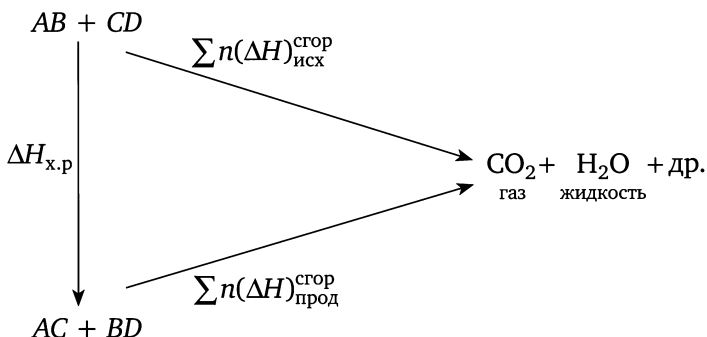 AB + CD
∑n(ΔH)исх^сгор
ΔHх.р
CO₂ + H₂O + др.
газ жидкость
∑n(ΔH)прод^сгор
AC + BD